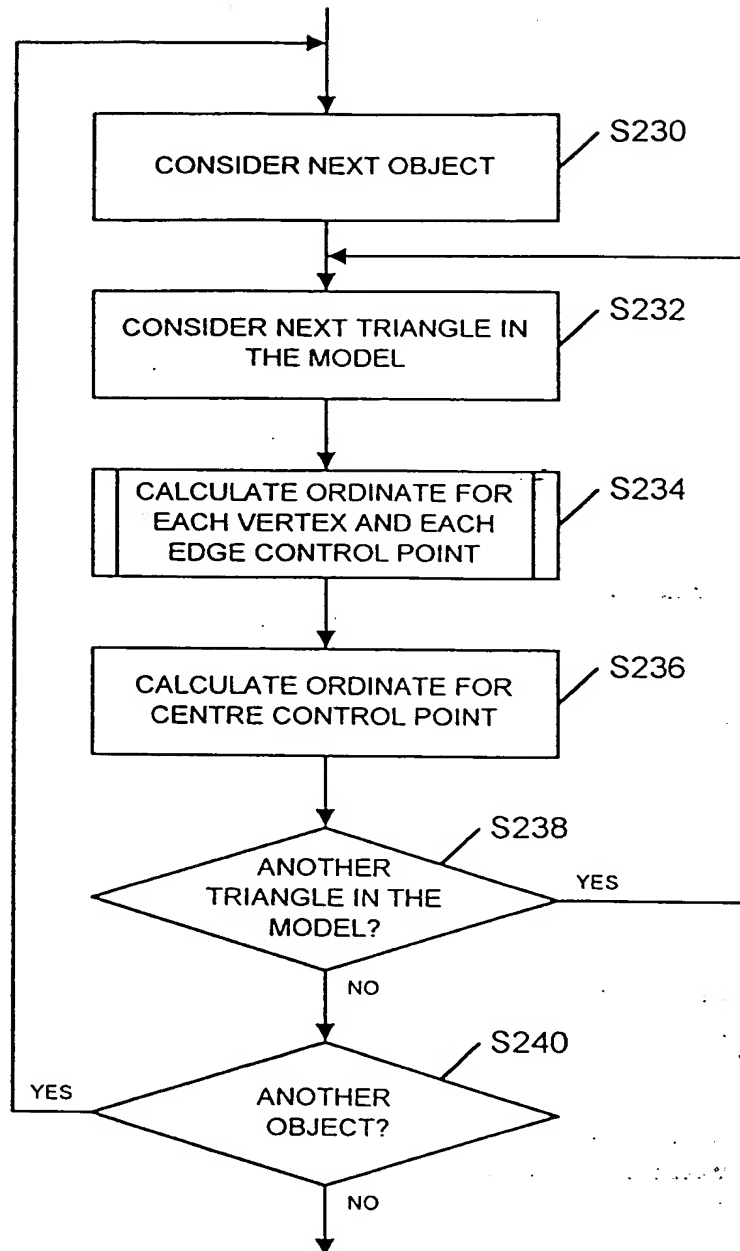 CONSIDER NEXT OBJECT
S230
CONSIDER NEXT TRIANGLE IN
THE MODEL
S232
CALCULATE ORDINATE FOR
EACH VERTEX AND EACH
EDGE CONTROL POINT
S234
CALCULATE ORDINATE FOR
CENTRE CONTROL POINT
S236
ANOTHER
TRIANGLE IN THE
MODEL?
S238
YES
NO
ANOTHER
OBJECT?
S240
YES
NO